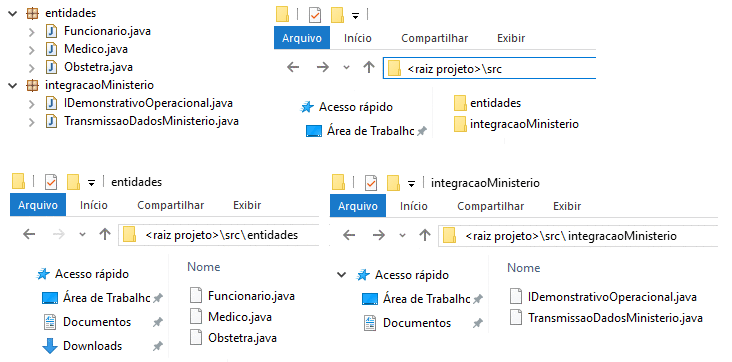 entidades
Funcionario.java
Medico.java
Obstetra.java
integracaoMinisterio
IDemonstrativoOperacional.java
TransmissaoDadosMinisterio.java
Arquivo Início Compartilhar Exibir
<raiz projeto>\src
Acesso rápido
Área de Trabalho
entidades
integracaoMinisterio
entidades
Arquivo Início Compartilhar Exibir
<raiz projeto>\src\entidades
Acesso rápido
Área de Trabalho
Documentos
Downloads
Nome
Funcionario.java
Medico.java
Obstetra.java
integracaoMinisterio
Arquivo Início Compartilhar Exibir
<raiz projeto>\src\ integracaoMinisterio
Acesso rápido
Área de Trabalho
Documentos
Nome
IDemonstrativoOperacional.java
TransmissaoDadosMinisterio.java